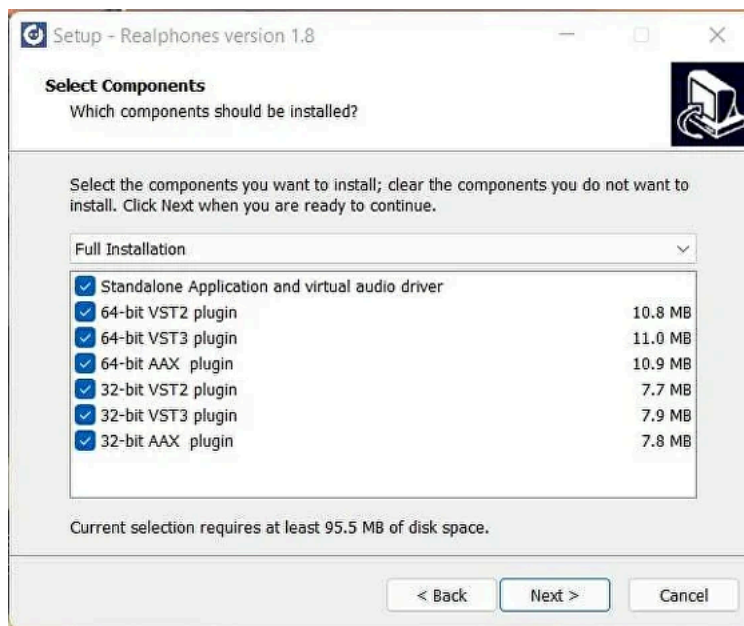 Setup - Realphones version 1.8
Select Components
Which components should be installed?
Select the components you want to install; clear the components you do not want to
install. Click Next when you are ready to continue.
Full Installation
Standalone Application and virtual audio driver
64-bit VST2 plugin 10.8 MB
64-bit VST3 plugin 11.0 MB
64-bit AAX plugin 10.9 MB
32-bit VST2 plugin 7.7 MB
32-bit VST3 plugin 7.9 MB
32-bit AAX plugin 7.8 MB
Current selection requires at least 95.5 MB of disk space.
< Back Next > Cancel